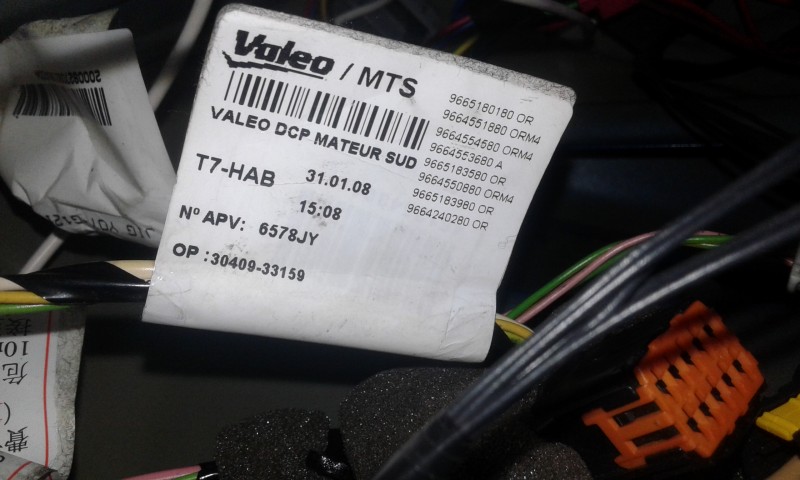 Valeo / MTS
VALEO DCP MATEUR SUD
T7-HAB 31.01.08
15:08
Nº APV: 6578JY
OP :30409-33159
9665180180 OR
9664551880 ORM4
9664554580 ORM4
9664553680 A
9665183580 OR
9664550880 ORM4
9665183980 OR
9664240280 OR